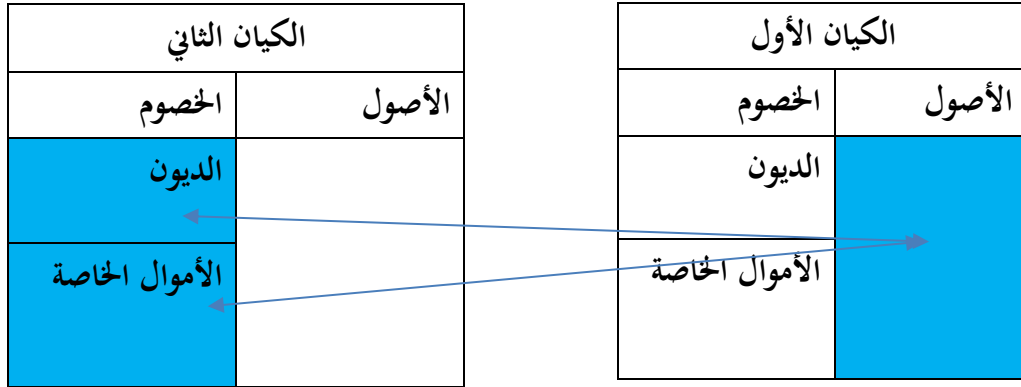 الكيان الأول
الأصول
الخصوم
الديون
الأموال الخاصة
الكيان الثاني
الأصول
الخصوم
الديون
الأموال الخاصة